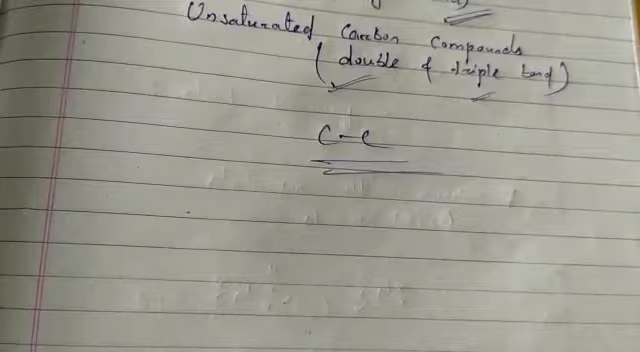 Unsaturated Carbon Compounds
(double & triple bond)
C-C